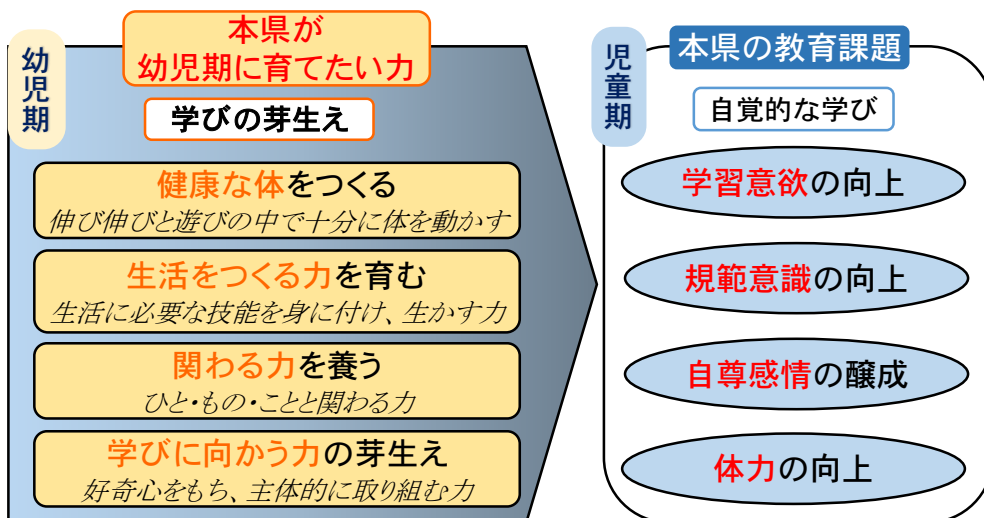 幼児期
本県が
幼児期に育てたい力
学びの芽生え
健康な体をつくる
伸び伸びと遊びの中で十分に体を動かす
生活をつくる力を育む
生活に必要な技能を身に付け、生かす力
関わる力を養う
ひと・もの・ことと関わる力
学びに向かう力の芽生え
好奇心をもち、主体的に取り組む力
児童期
本県の教育課題
自覚的な学び
学習意欲の向上
規範意識の向上
自尊感情の醸成
体力の向上